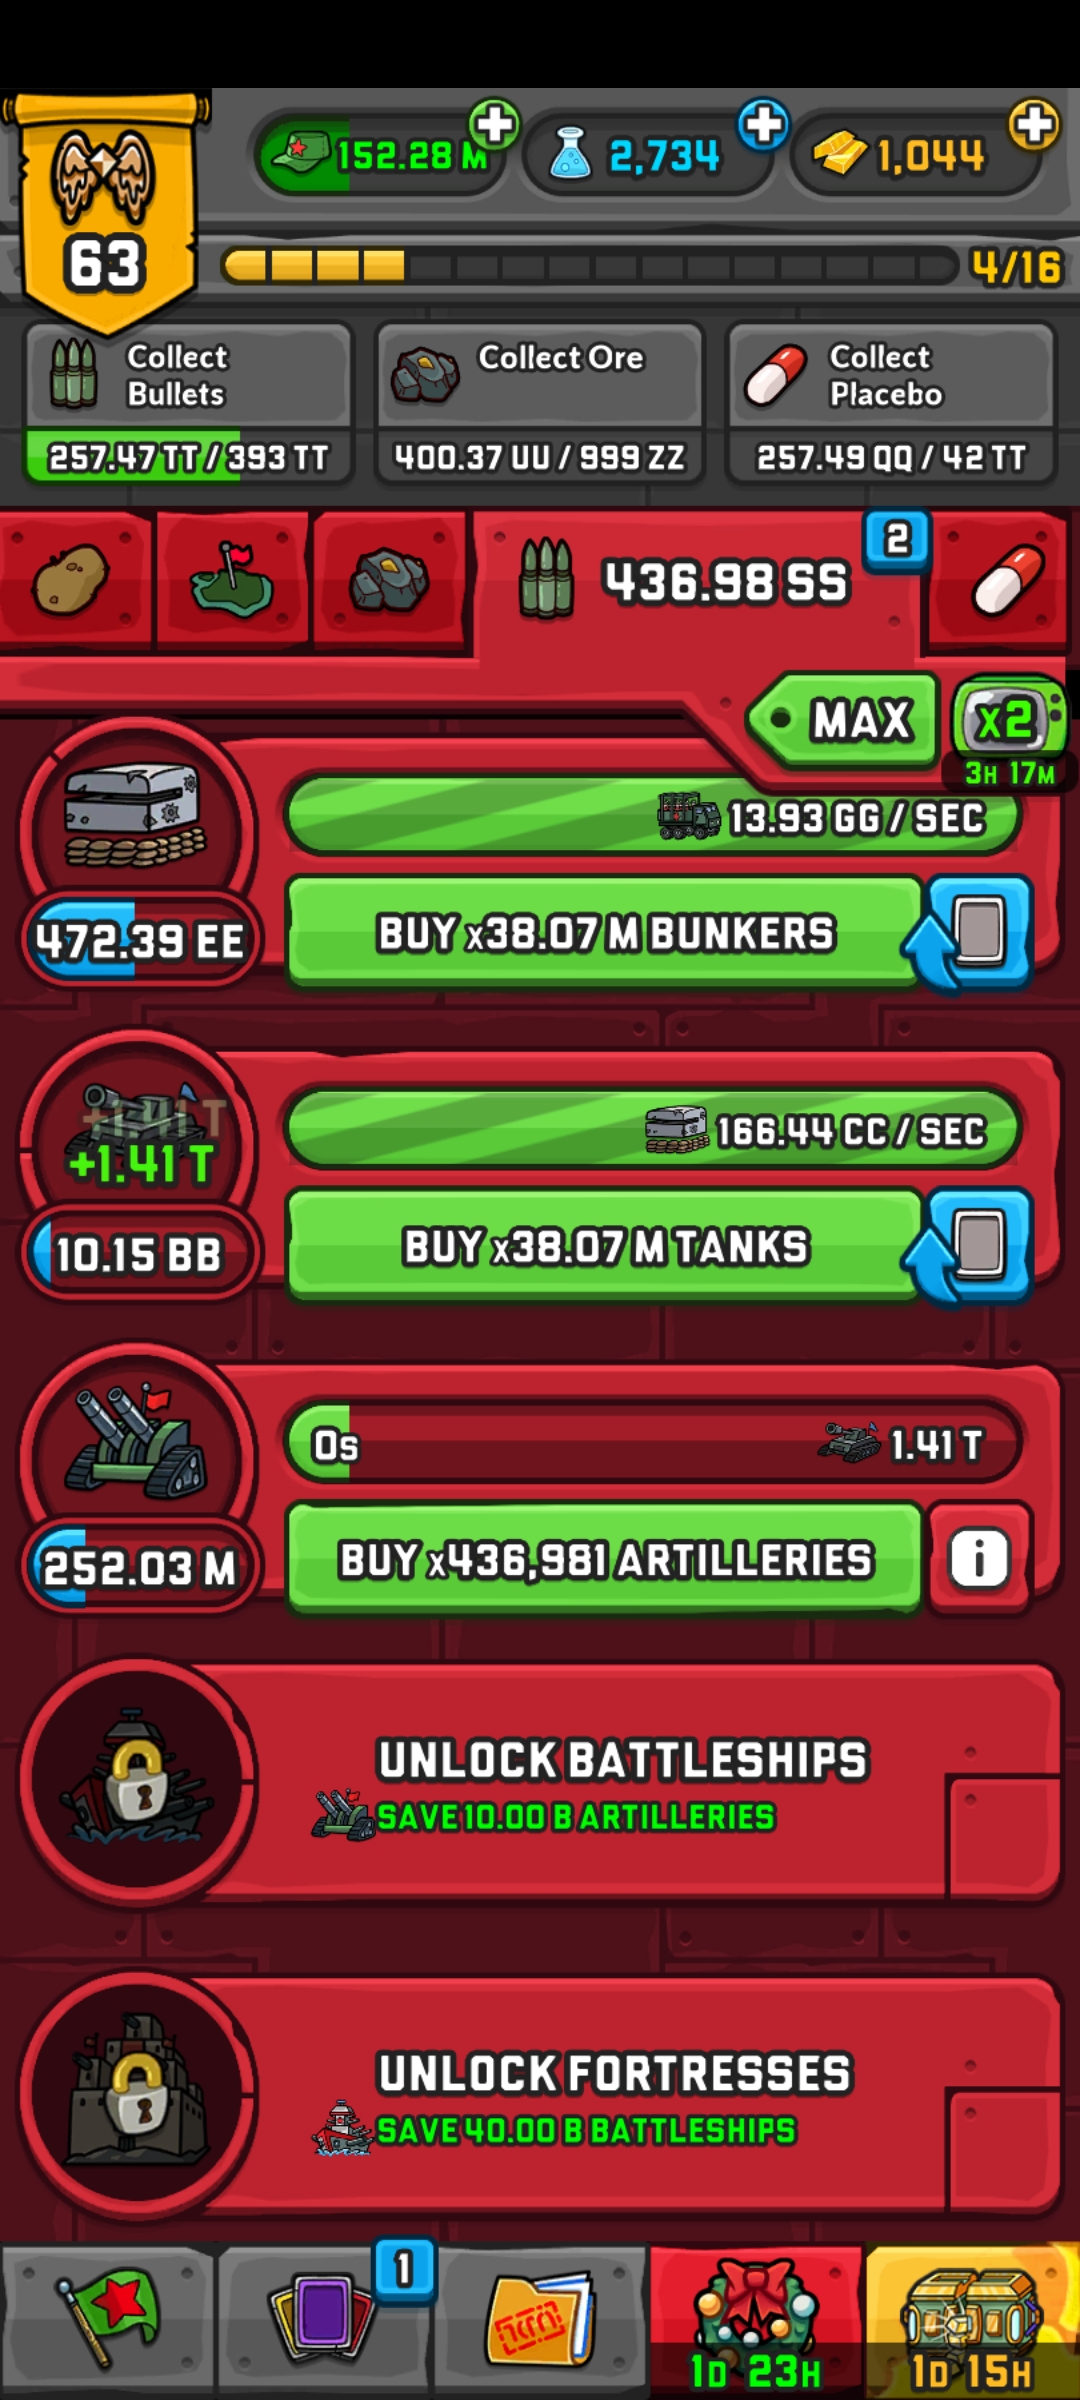 152.28 M
2,734
1,044
63
4/16
Collect
Bullets
Collect Ore
Collect
Placebo
257.47 TT / 393 TT
400.37 UU / 999 ZZ
257.49 QQ / 42 TT
436.98 SS
2
MAX
x2
3H 17M
13.93 GG / SEC
472.39 EE
BUY x38.07 M BUNKERS
166.44 CC / SEC
+1.41 T
+1.41 T
10.15 BB
BUY x38.07 M TANKS
0s
1.41 T
252.03 M
BUY x436,981 ARTILLERIES
i
UNLOCK BATTLESHIPS
SAVE 10.00 B ARTILLERIES
UNLOCK FORTRESSES
SAVE 40.00 B BATTLESHIPS
1
1D 23H
1D 15H